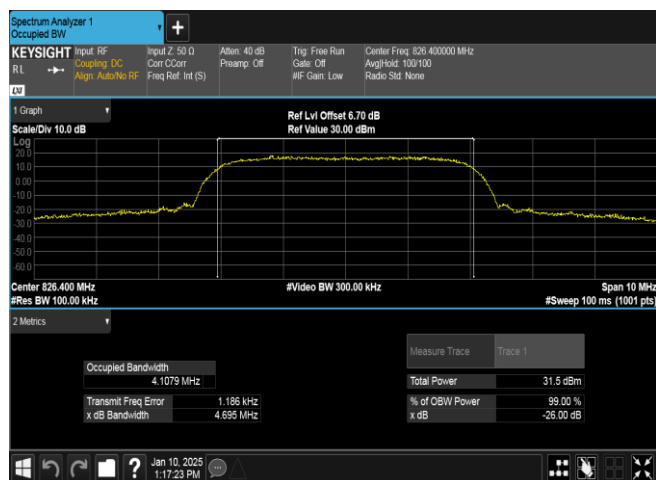 Spectrum Analyzer 1
Occupied BW
+
KEYSIGHT Input: RF Input Z: 50 Ω Atten: 40 dB Trig: Free Run Center Freq: 826.400000 MHz
RL Coupling: DC Corr CCorr Preamp: Off Gate: Off Avg|Hold: 100/100
Align: Auto/No RF Freq Ref: Int (S) #IF Gain: Low Radio Std: None
LXI
1 Graph Ref Lvl Offset 6.70 dB
Scale/Div 10.0 dB Ref Value 30.00 dBm
Log
20.0
10.0
0.00
-10.0
-20.0
-30.0
-40.0
-50.0
-60.0
Center 826.400 MHz #Video BW 300.00 kHz Span 10 MHz
#Res BW 100.00 kHz #Sweep 100 ms (1001 pts)
2 Metrics
Measure Trace Trace 1
Occupied Bandwidth
4.1079 MHz Total Power 31.5 dBm
Transmit Freq Error 1.186 kHz % of OBW Power 99.00 %
x dB Bandwidth 4.695 MHz x dB -26.00 dB
? Jan 10, 2025
1:17:23 PM